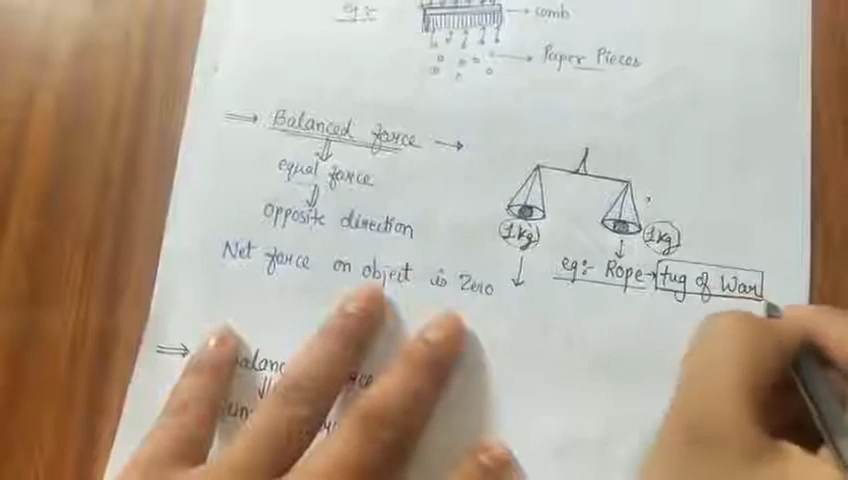 eg :-
→ comb
→ Paper Pieces
⇒ Balanced force →
⇓
equal force
⇓
opposite direction
Net force on object is Zero
1kg
1kg
eg:- Rope → tug of War
⇒
⇓